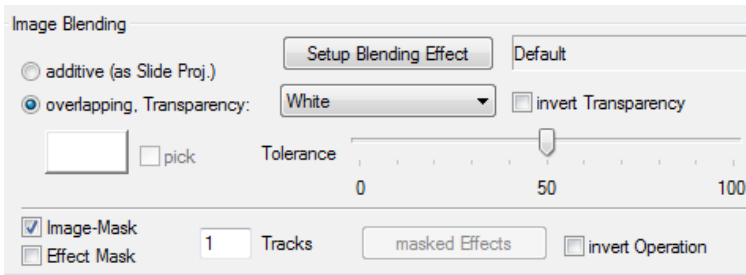 Image Blending
Setup Blending Effect Default
additive (as Slide Proj.)
overlapping, Transparency: White invert Transparency
pick Tolerance
0 50 100
Image-Mask
1 Tracks masked Effects invert Operation
Effect Mask